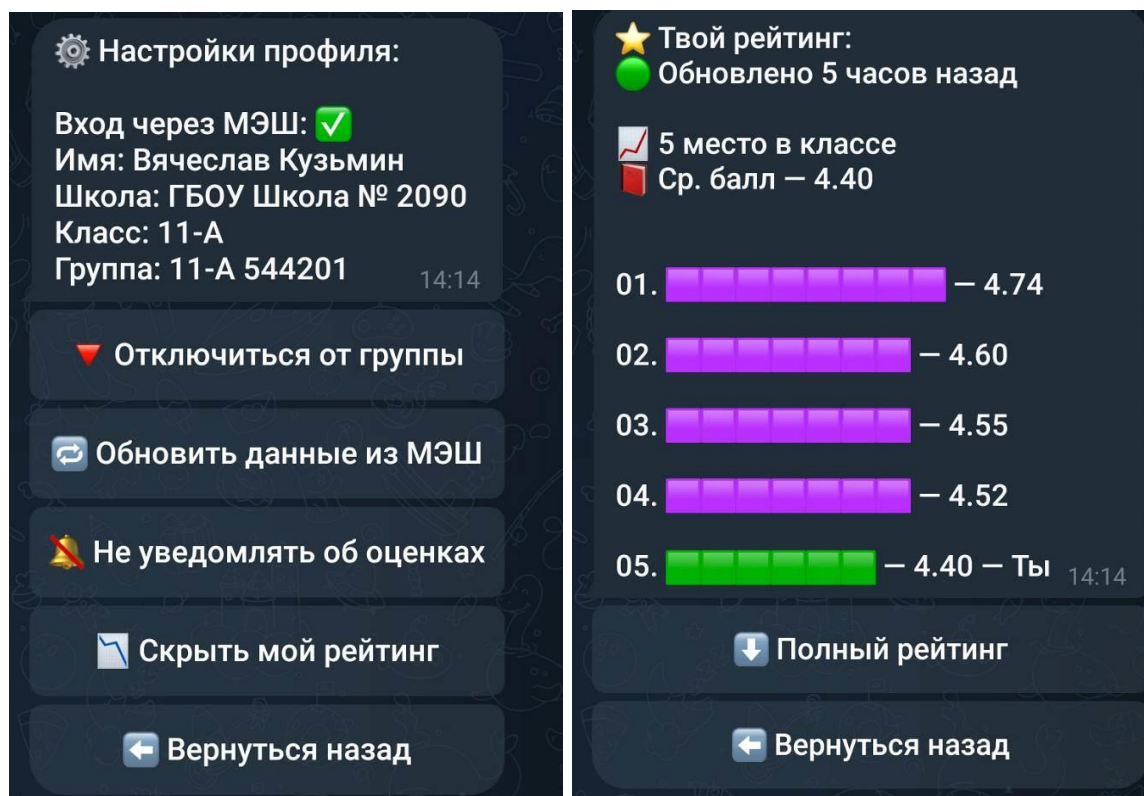 Настройки профиля:
Вход через МЭШ:
Имя: Вячеслав Кузьмин
Школа: ГБОУ Школа № 2090
Класс: 11-А
Группа: 11-А 544201
14:14
Отключиться от группы
Обновить данные из МЭШ
Не уведомлять об оценках
Скрыть мой рейтинг
Вернуться назад
Твой рейтинг:
Обновлено 5 часов назад
5 место в классе
Ср. балл — 4.40
01. — 4.74
02. — 4.60
03. — 4.55
04. — 4.52
05. — 4.40 — Ты
14:14
Полный рейтинг
Вернуться назад